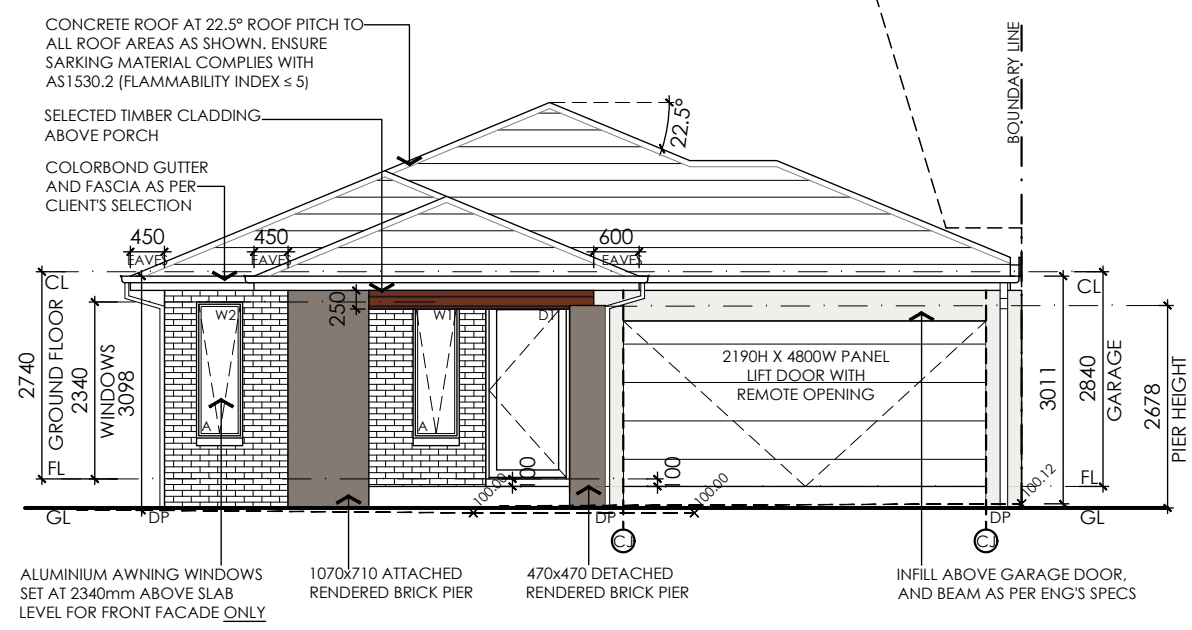 CONCRETE ROOF AT 22.5° ROOF PITCH TO
ALL ROOF AREAS AS SHOWN. ENSURE
SARKING MATERIAL COMPLIES WITH
AS1530.2 (FLAMMABILITY INDEX ≤ 5)
SELECTED TIMBER CLADDING
ABOVE PORCH
COLORBOND GUTTER
AND FASCIA AS PER
CLIENT'S SELECTION
22.5°
BOUNDARY LINE
450
EAVES
450
EAVES
600
EAVES
CL
CL
2740
GROUND FLOOR
2340
WINDOWS
3098
FL
GL
W2
A
250
W1
A
D1
2190H X 4800W PANEL
LIFT DOOR WITH
REMOTE OPENING
3011
2840
GARAGE
2678
PIER HEIGHT
100
100
100.00
100.00
100.12
FL
GL
DP
DP
DP
CJ
CJ
ALUMINIUM AWNING WINDOWS
SET AT 2340mm ABOVE SLAB
LEVEL FOR FRONT FACADE ONLY
1070x710 ATTACHED
RENDERED BRICK PIER
470x470 DETACHED
RENDERED BRICK PIER
INFILL ABOVE GARAGE DOOR,
AND BEAM AS PER ENG'S SPECS